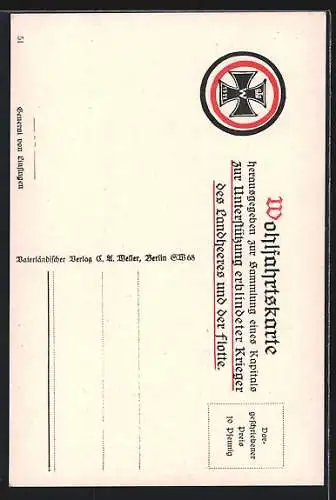 Wohlfahrtskarte
herausgegeben zur Sammlung eines Kapitals
zur Unterstützung erblindeter Krieger
des Landheeres und der Flotte.
Vor-
geschriebener
Preis
10 Pfennig
Vaterländischer Verlag C. A. Weller, Berlin SW 68
51
General von Linsingen
W